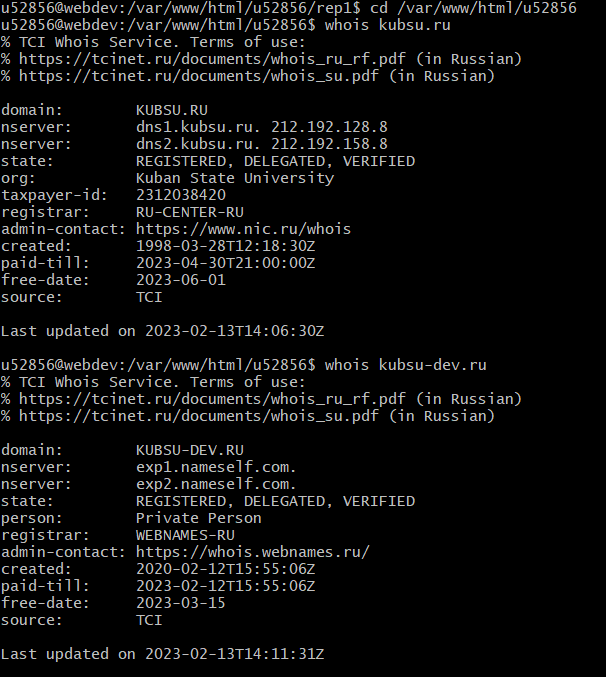 u52856@webdev:/var/www/html/u52856/rep1$ cd /var/www/html/u52856
u52856@webdev:/var/www/html/u52856$ whois kubsu.ru
% TCI Whois Service. Terms of use:
% https://tcinet.ru/documents/whois_ru_rf.pdf (in Russian)
% https://tcinet.ru/documents/whois_su.pdf (in Russian)

domain:        KUBSU.RU
nserver:       dns1.kubsu.ru. 212.192.128.8
nserver:       dns2.kubsu.ru. 212.192.158.8
state:         REGISTERED, DELEGATED, VERIFIED
org:           Kuban State University
taxpayer-id:   2312038420
registrar:     RU-CENTER-RU
admin-contact: https://www.nic.ru/whois
created:       1998-03-28T12:18:30Z
paid-till:     2023-04-30T21:00:00Z
free-date:     2023-06-01
source:        TCI

Last updated on 2023-02-13T14:06:30Z

u52856@webdev:/var/www/html/u52856$ whois kubsu-dev.ru
% TCI Whois Service. Terms of use:
% https://tcinet.ru/documents/whois_ru_rf.pdf (in Russian)
% https://tcinet.ru/documents/whois_su.pdf (in Russian)

domain:        KUBSU-DEV.RU
nserver:       exp1.nameself.com.
nserver:       exp2.nameself.com.
state:         REGISTERED, DELEGATED, VERIFIED
person:        Private Person
registrar:     WEBNAMES-RU
admin-contact: https://whois.webnames.ru/
created:       2020-02-12T15:55:06Z
paid-till:     2023-02-12T15:55:06Z
free-date:     2023-03-15
source:        TCI

Last updated on 2023-02-13T14:11:31Z